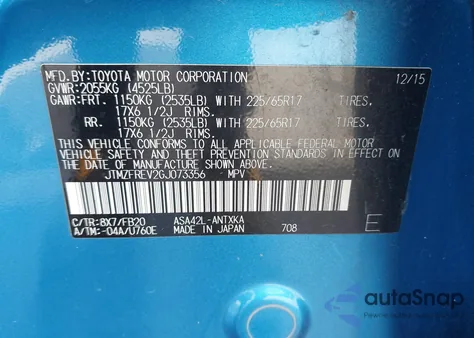 MFD.BY:TOYOTA MOTOR CORPORATION 12/15
GVWR:2055KG (4525LB)
GAWR:FRT. 1150KG (2535LB) WITH 225/65R17 TIRES,
17X6 1/2J RIMS.
RR. 1150KG (2535LB) WITH 225/65R17 TIRES,
17X6 1/2J RIMS.
THIS VEHICLE CONFORMS TO ALL APPLICABLE FEDERAL MOTOR
VEHICLE SAFETY AND BUMPER STANDARDS IN EFFECT ON
THE DATE OF MANUFACTURE SHOWN ABOVE.
JTMZFREV2GJ073356 MPV
C/TR:8X7/FB20 ASA42L-ANTXKA
A/TM:-04A/U760E MADE IN JAPAN 708 E
autoSnap